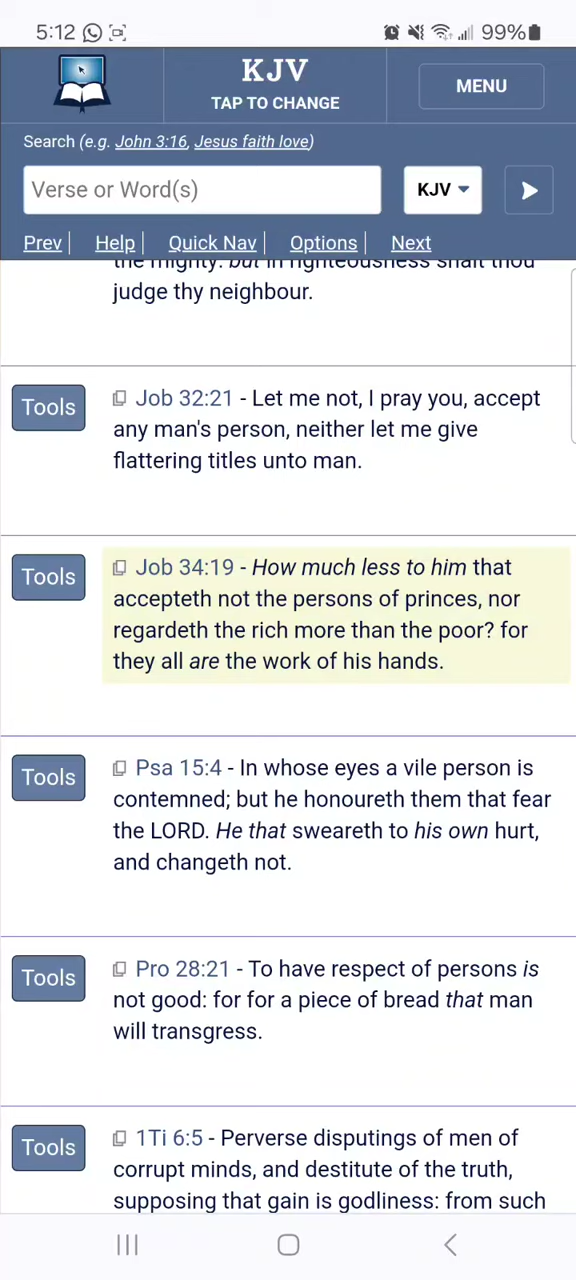 5:12 99%
KJV
TAP TO CHANGE
MENU
Search (e.g. John 3:16, Jesus faith love)
Verse or Word(s)
KJV
Prev| Help| Quick Nav| Options| Next
the mighty: but in righteousness shalt thou
judge thy neighbour.
Tools
Job 32:21 - Let me not, I pray you, accept
any man's person, neither let me give
flattering titles unto man.
Tools
Job 34:19 - How much less to him that
accepteth not the persons of princes, nor
regardeth the rich more than the poor? for
they all are the work of his hands.
Tools
Psa 15:4 - In whose eyes a vile person is
contemned; but he honoureth them that fear
the LORD. He that sweareth to his own hurt,
and changeth not.
Tools
Pro 28:21 - To have respect of persons is
not good: for for a piece of bread that man
will transgress.
Tools
1Ti 6:5 - Perverse disputings of men of
corrupt minds, and destitute of the truth,
supposing that gain is godliness: from such